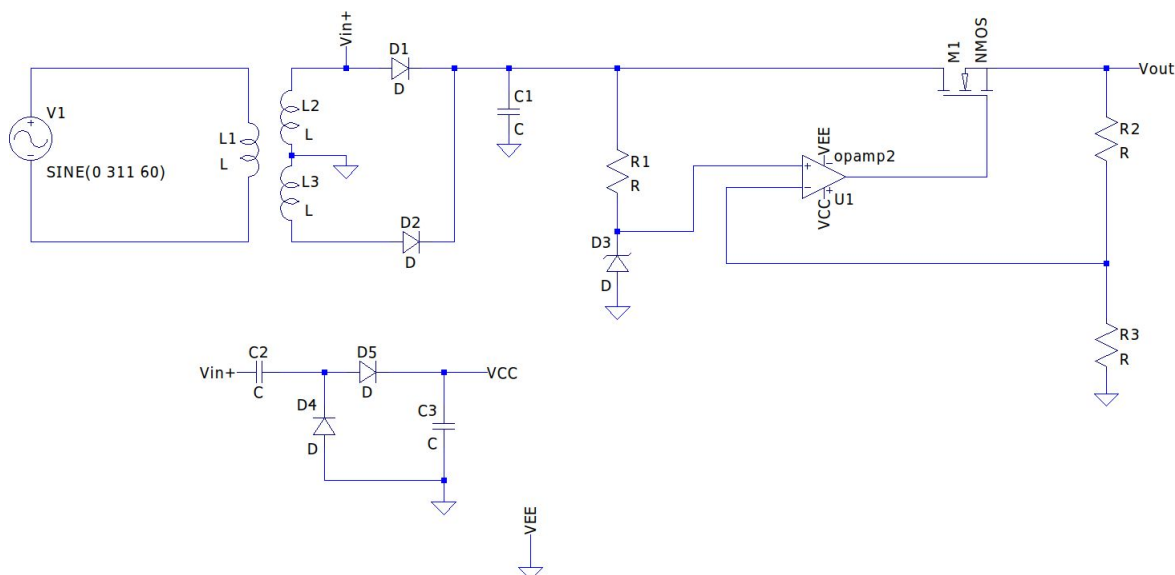 Vin+
D1
D
M1
NMOS
Vout
V1
+
−
SINE(0 311 60)
L1
L
L2
L
L3
L
D2
D
C1
C
R1
R
VEE
opamp2
+
−
−
+
U1
VCC
D3
D
R2
R
R3
R
Vin+
C2
C
D5
D
VCC
D4
D
C3
C
VEE